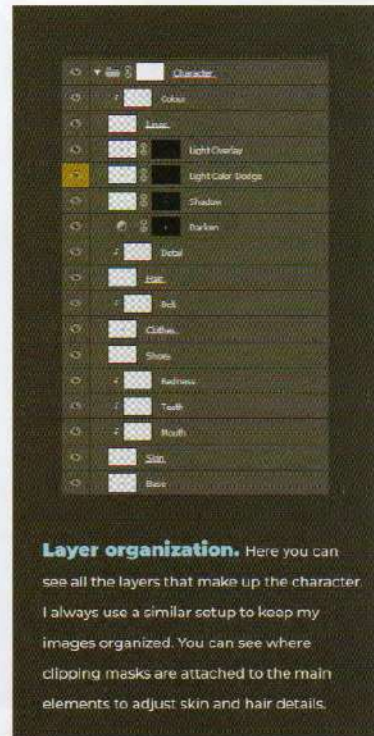 Character
Colour
Lines
Light Overlay
Light Color Dodge
Shadow
Darken
Detail
Hair
Belt
Clothes
Shoes
Redness
Teeth
Mouth
Skin
Base
Layer organization. Here you can
see all the layers that make up the character.
I always use a similar setup to keep my
images organized. You can see where
clipping masks are attached to the main
elements to adjust skin and hair details.